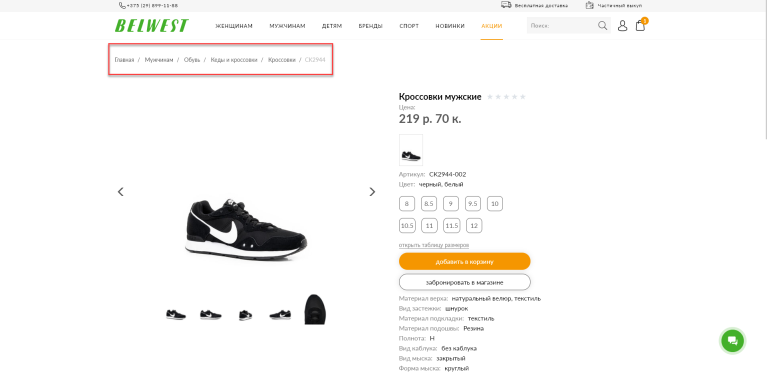 +375 (29) 899-11-88
Бесплатная доставка
Частичный выкуп
BELWEST
ЖЕНЩИНАМ
МУЖЧИНАМ
ДЕТЯМ
БРЕНДЫ
СПОРТ
НОВИНКИ
АКЦИИ
Поиск:
Главная / Мужчинам / Обувь / Кеды и кроссовки / Кроссовки / CK2944
Кроссовки мужские
Цена:
219 р. 70 к.
Артикул: CK2944-002
Цвет: черный, белый
8 8.5 9 9.5 10
10.5 11 11.5 12
открыть таблицу размеров
добавить в корзину
забронировать в магазине
Материал верха: натуральный велюр, текстиль
Вид застежки: шнурок
Материал подкладки: текстиль
Материал подошвы: Резина
Полнота: H
Вид каблука: без каблука
Вид мыска: закрытый
Форма мыска: круглый